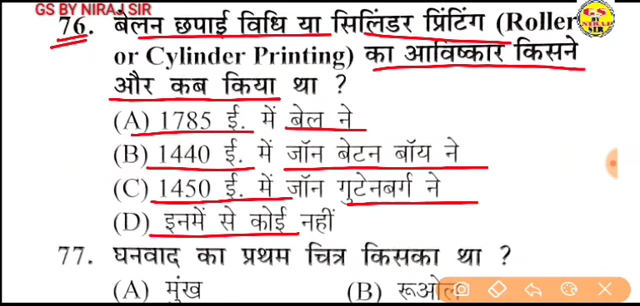 GS BY NIRAJ SIR
76. बेलन छपाई विधि या सिलिंडर प्रिंटिंग (Roller
or Cylinder Printing) का आविष्कार किसने
और कब किया था ?
(A) 1785 ई. में बेल ने
(B) 1440 ई. में जॉन बेटन बॉय ने
(C) 1450 ई. में जॉन गुटेनबर्ग ने
(D) इनमें से कोई नहीं
77. घनवाद का प्रथम चित्र किसका था ?
(A) मुंख
(B) रूओल